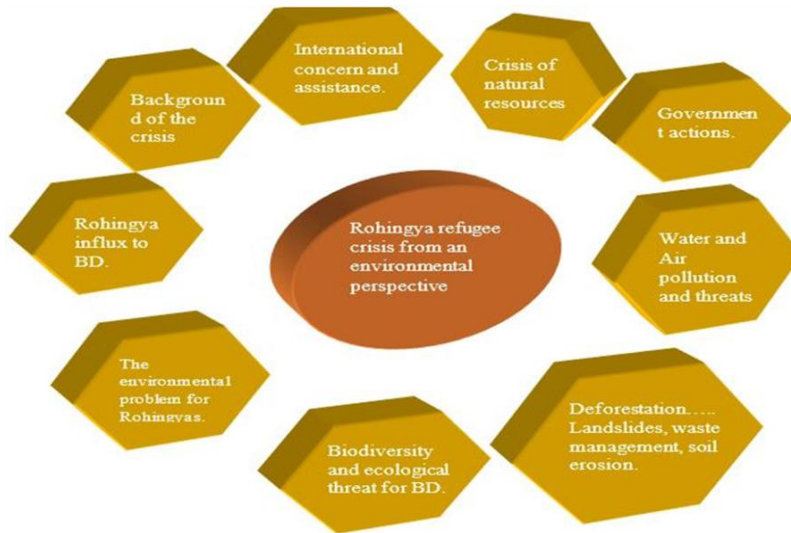 International
concern and
assistance.
Crisis of
natural
resources
Backgroun
d of the
crisis
Governmen
t actions.
Rohingya
influx to
BD.
Rohingya refugee
crisis from an
environmental
perspective
Water and
Air
pollution
and threats
The
environmental
problem for
Rohingyas.
Biodiversity
and ecological
threat for BD.
Deforestation.....
Landslides, waste
management, soil
erosion.